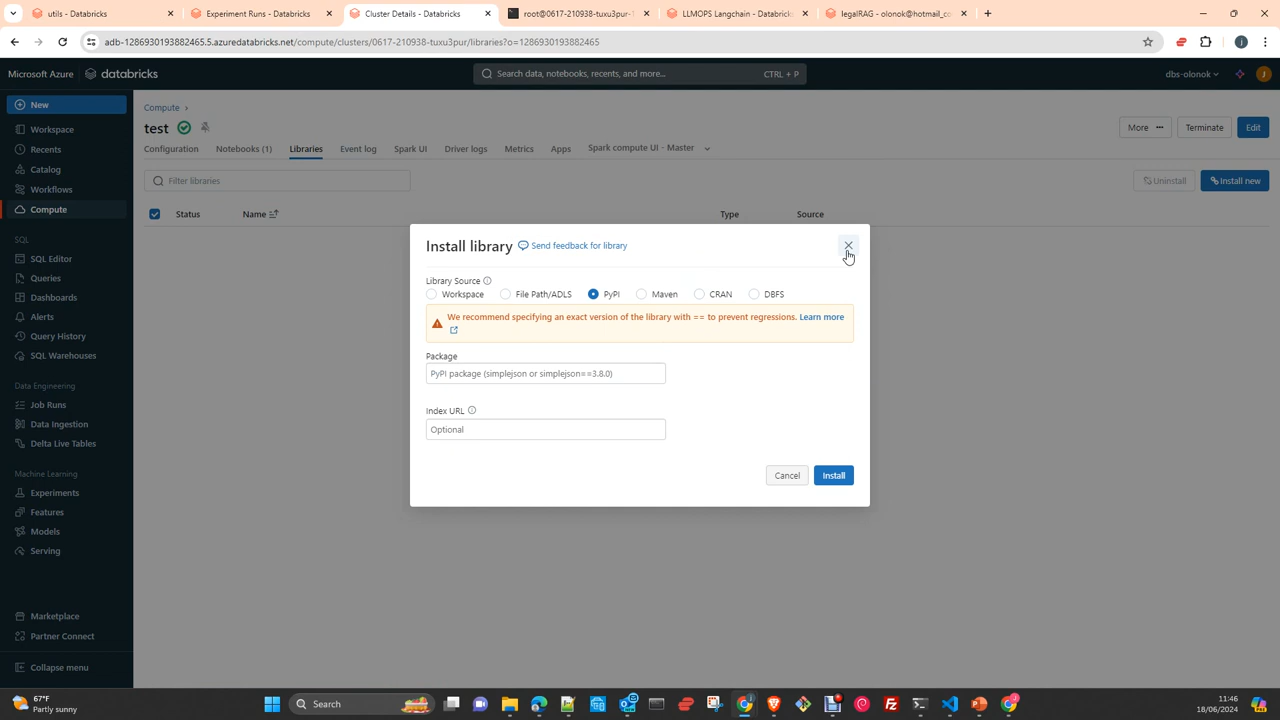 utils - Databricks
Experiment Runs - Databricks
Cluster Details - Databricks
root@0617-210938-tuxu3pur-1
LLMOPS Langchain - Databricks
legalRAG - olonok@hotmail_co
adb-1286930193882465.5.azuredatabricks.net/compute/clusters/0617-210938-tuxu3pur/libraries?o=1286930193882465
Microsoft Azure
databricks
Search data, notebooks, recents, and more...
CTRL + P
dbs-olonok
J
New
Workspace
Recents
Catalog
Workflows
Compute
SQL
SQL Editor
Queries
Dashboards
Alerts
Query History
SQL Warehouses
Data Engineering
Job Runs
Data Ingestion
Delta Live Tables
Machine Learning
Experiments
Features
Models
Serving
Marketplace
Partner Connect
Collapse menu
Compute
test
More
Terminate
Edit
Configuration
Notebooks (1)
Libraries
Event log
Spark UI
Driver logs
Metrics
Apps
Spark compute UI - Master
Filter libraries
Uninstall
Install new
Status
Name
Type
Source
Install library
Send feedback for library
Library Source
Workspace
File Path/ADLS
PyPI
Maven
CRAN
DBFS
We recommend specifying an exact version of the library with == to prevent regressions. Learn more
Package
PyPI package (simplejson or simplejson==3.8.0)
Index URL
Optional
Cancel
Install
67°F
Partly sunny
Search
11:46
18/06/2024